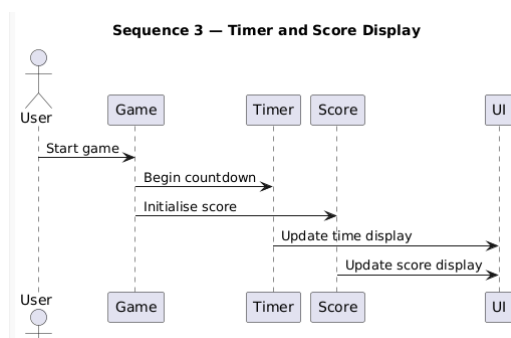 Sequence 3 — Timer and Score Display
User
Game
Timer
Score
UI
Start game
Begin countdown
Initialise score
Update time display
Update score display
User
Game
Timer
Score
UI